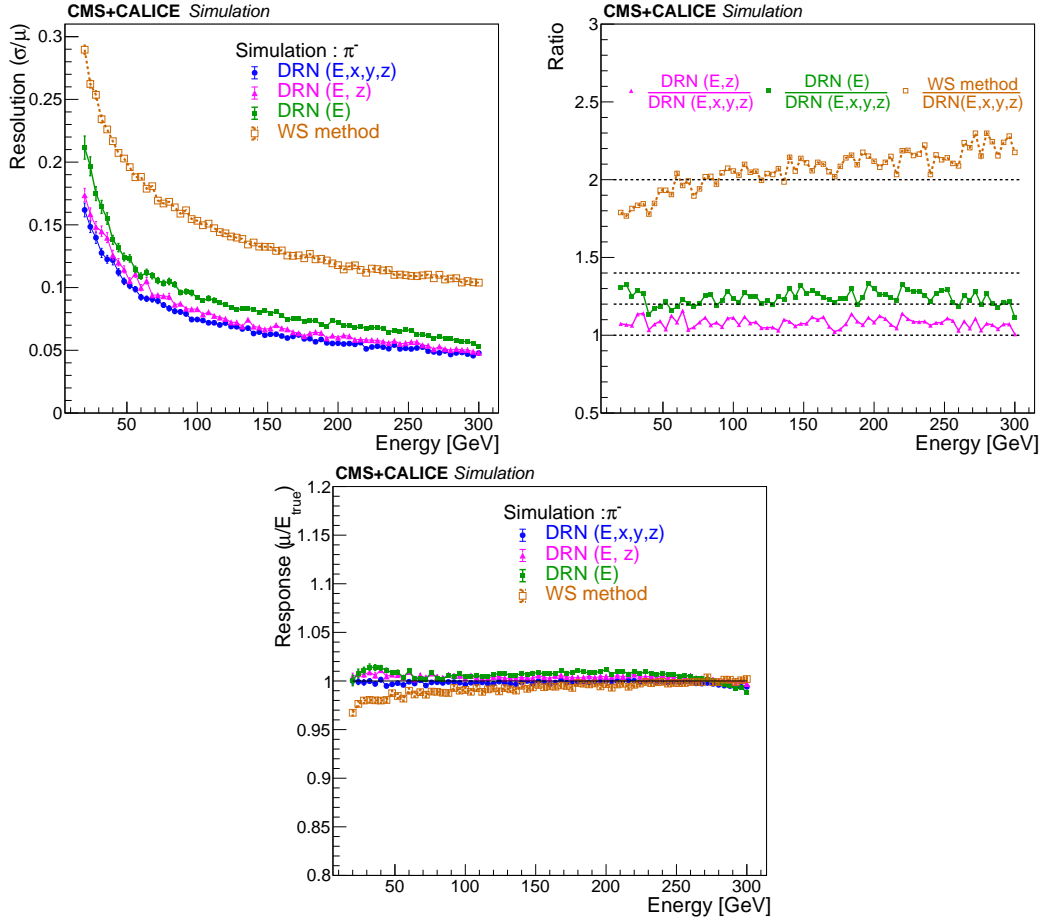 CMS+CALICE Simulation
Resolution (σ/μ)
0.3
0.25
0.2
0.15
0.1
0.05
0
Simulation : π-
DRN (E,x,y,z)
DRN (E, z)
DRN (E)
WS method
50 100 150 200 250 300
Energy [GeV]
CMS+CALICE Simulation
Ratio
3
2.5
2
1.5
1
0.5
DRN (E,z) DRN (E) WS method
DRN (E,x,y,z) DRN (E,x,y,z) DRN(E,x,y,z)
50 100 150 200 250 300
Energy [GeV]
CMS+CALICE Simulation
Response (μ/Etrue)
1.2
1.15
1.1
1.05
1
0.95
0.9
0.85
0.8
Simulation :π-
DRN (E,x,y,z)
DRN (E, z)
DRN (E)
WS method
50 100 150 200 250 300
Energy [GeV]